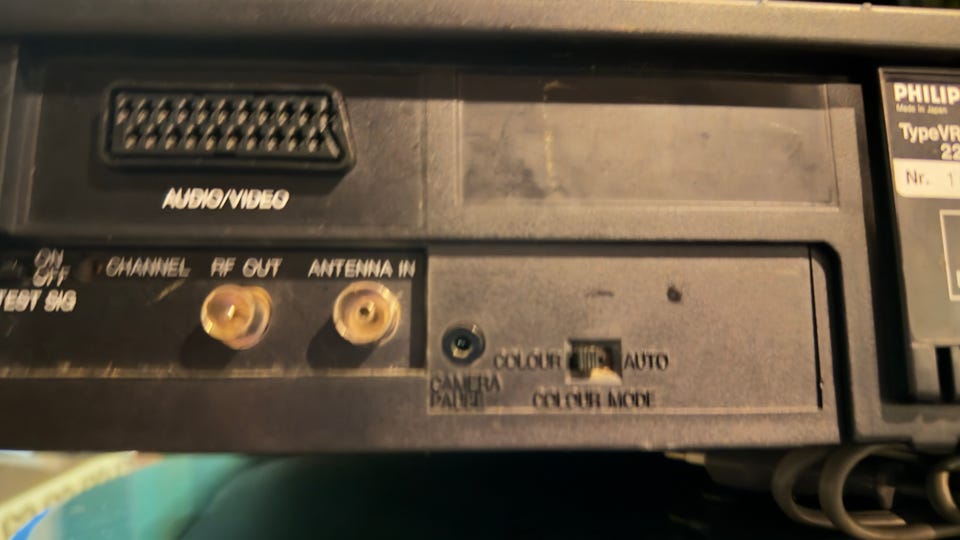 AUDIO/VIDEO
ON
OFF
TEST SIG
CHANNEL
RF OUT
ANTENNA IN
CAMERA
PAUSE
COLOUR
AUTO
COLOUR MODE
PHILIP
Made in Japan
TypeVR
22
Nr. 1